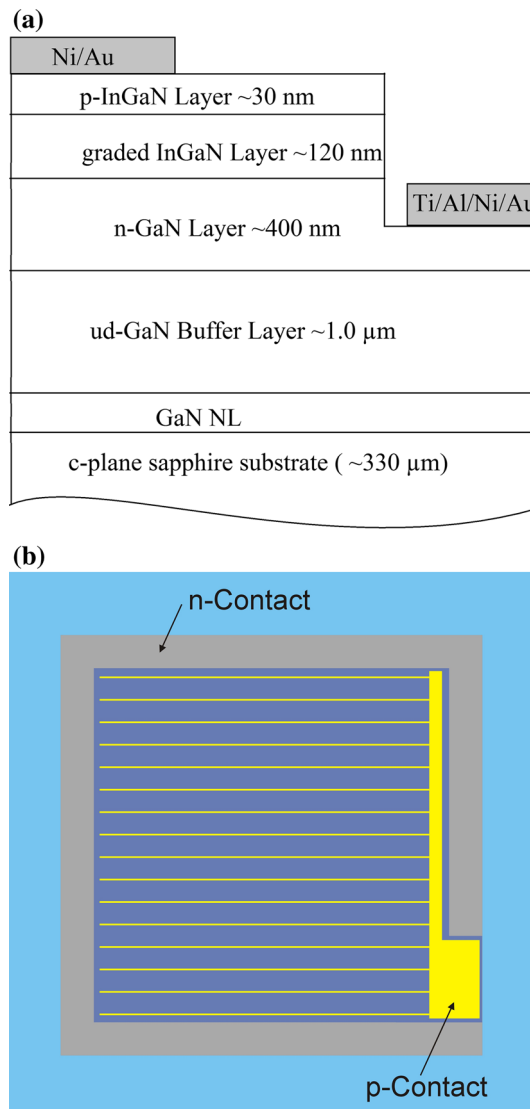 (a)
Ni/Au
p-InGaN Layer ~30 nm
graded InGaN Layer ~120 nm
Ti/Al/Ni/Au
n-GaN Layer ~400 nm
ud-GaN Buffer Layer ~1.0 µm
GaN NL
c-plane sapphire substrate ( ~330 µm)
(b)
n-Contact
p-Contact